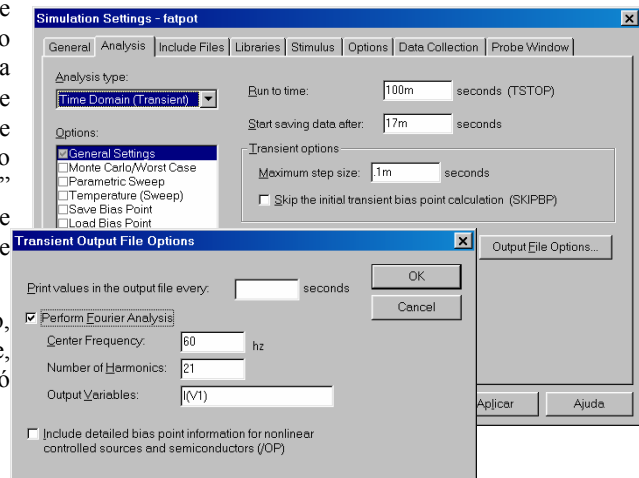 e
o
a
e
e
o
”
e
e
o,
e,
ó
Simulation Settings - fatpot
General Analysis Include Files Libraries Stimulus Options Data Collection Probe Window
Analysis type:
Time Domain (Transient)
Options:
General Settings
Monte Carlo/Worst Case
Parametric Sweep
Temperature (Sweep)
Save Bias Point
Load Bias Point
Run to time: 100m seconds (TSTOP)
Start saving data after: 17m seconds
Transient options
Maximum step size: .1m seconds
Skip the initial transient bias point calculation (SKIPBP)
Output File Options...
Transient Output File Options
Print values in the output file every: seconds
OK
Cancel
Perform Fourier Analysis
Center Frequency: 60 hz
Number of Harmonics: 21
Output Variables: I(V1)
Include detailed bias point information for nonlinear
controlled sources and semiconductors (/OP)
Aplicar Ajuda